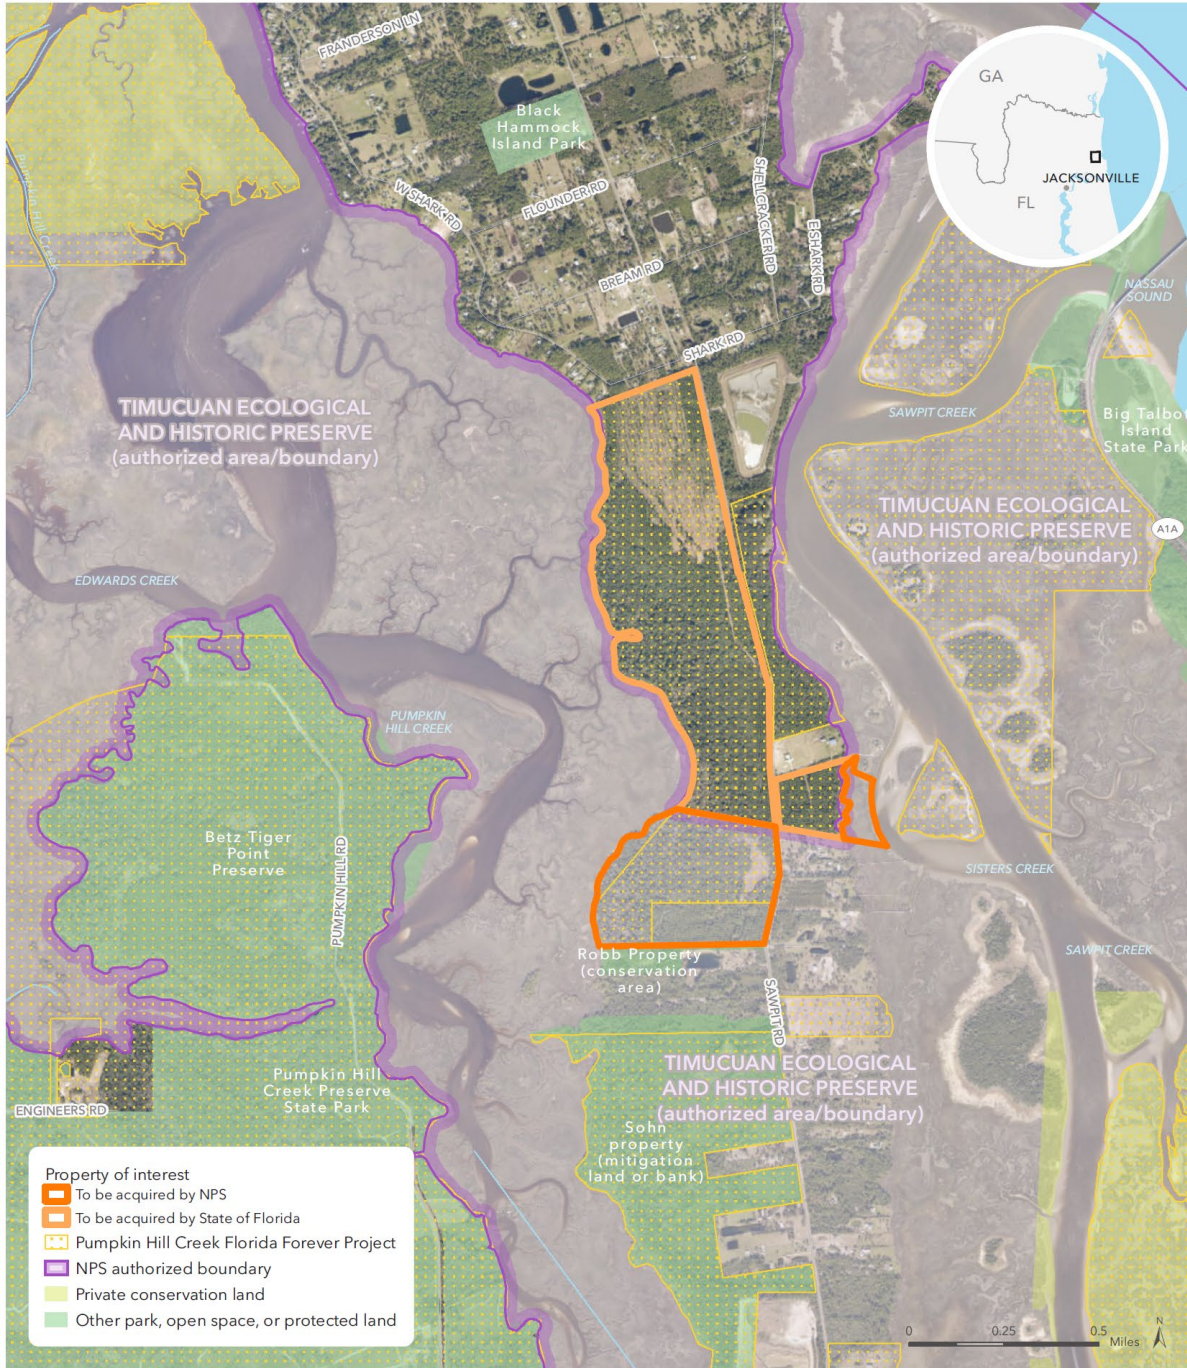 FRANDERSON LN
Black
Hammock
Island Park
GA
JACKSONVILLE
FL
Pumpkin Hill Creek
W SHARK RD
FLOUNDER RD
SHELLCRACKER RD
E SHARK RD
BREAM RD
NASSAU
SOUND
SHARK RD
TIMUCUAN ECOLOGICAL
AND HISTORIC PRESERVE
(authorized area/boundary)
SAWPIT CREEK
Big Talbot
Island
State Park
TIMUCUAN ECOLOGICAL
AND HISTORIC PRESERVE
(authorized area/boundary)
A1A
EDWARDS CREEK
PUMPKIN
HILL CREEK
Betz Tiger
Point
Preserve
PUMPKIN HILL RD
SISTERS CREEK
Robb Property
(conservation
area)
SAWPIT CREEK
SAWPIT RD
TIMUCUAN ECOLOGICAL
AND HISTORIC PRESERVE
(authorized area/boundary)
Pumpkin Hill
Creek Preserve
State Park
ENGINEERS RD
Sohn
property
(mitigation
land or bank)
Property of interest
To be acquired by NPS
To be acquired by State of Florida
Pumpkin Hill Creek Florida Forever Project
NPS authorized boundary
Private conservation land
Other park, open space, or protected land
0 0.25 0.5
Miles
N